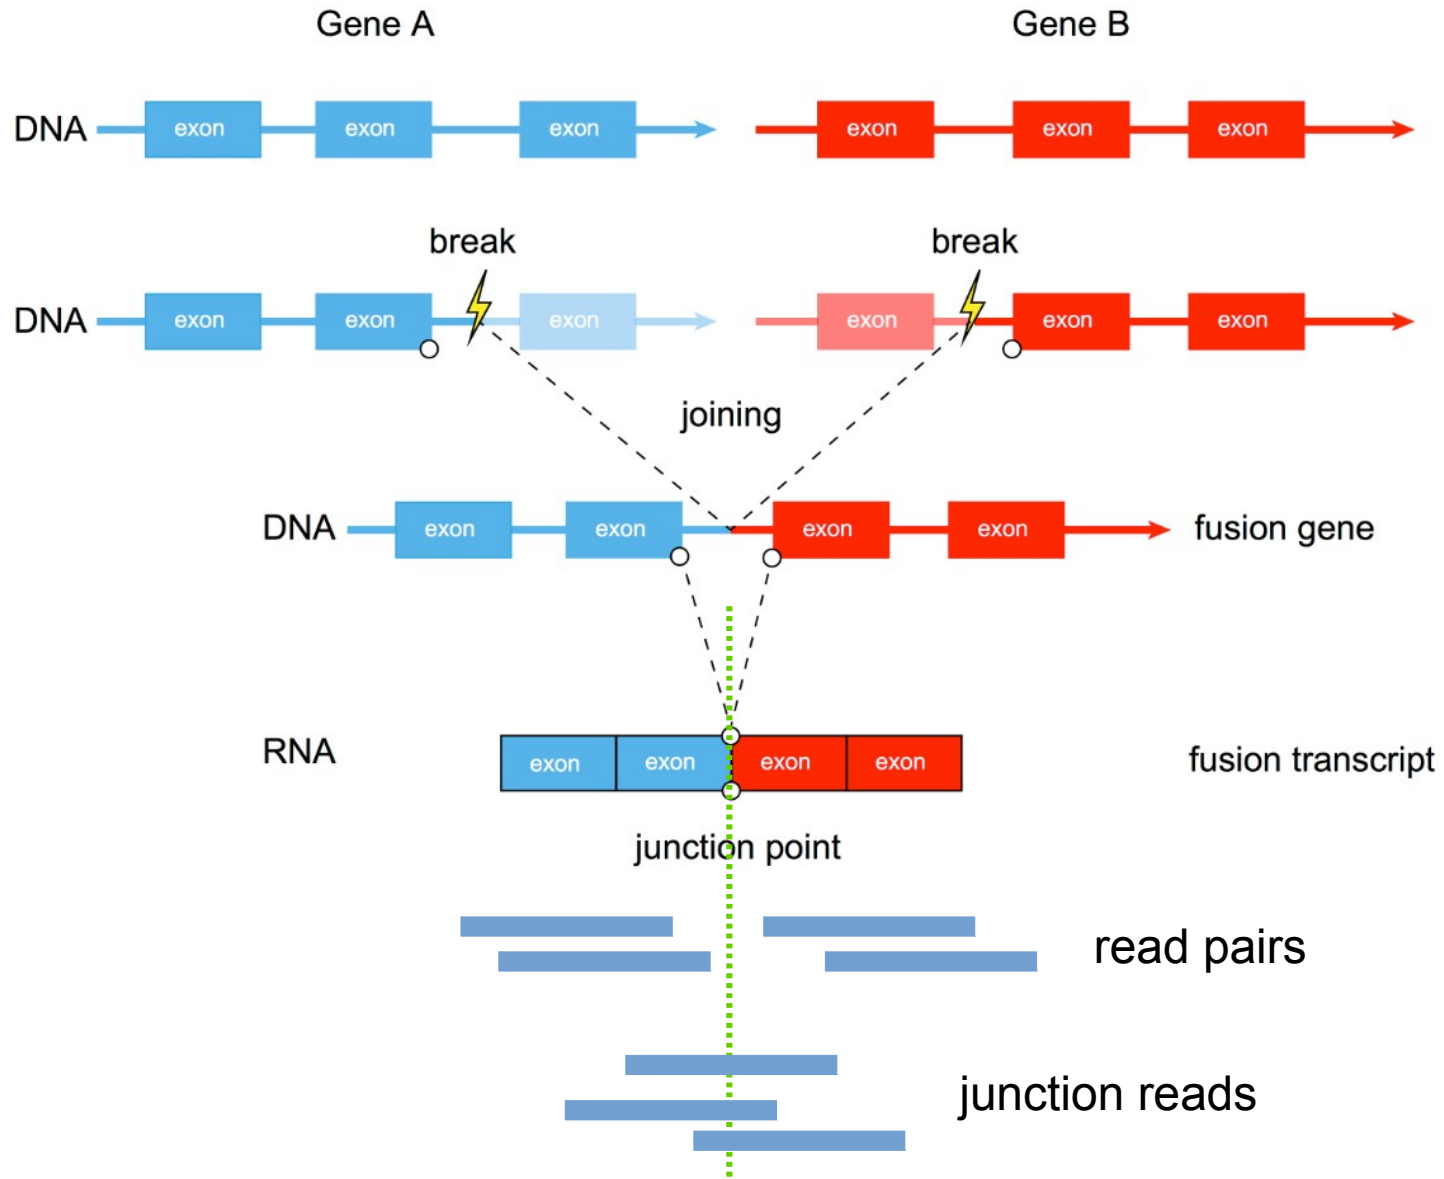 Gene A Gene B
DNA exon exon exon exon exon exon
break break
DNA exon exon exon exon exon exon
joining
DNA exon exon exon exon fusion gene
RNA exon exon exon exon fusion transcript
junction point
read pairs
junction reads